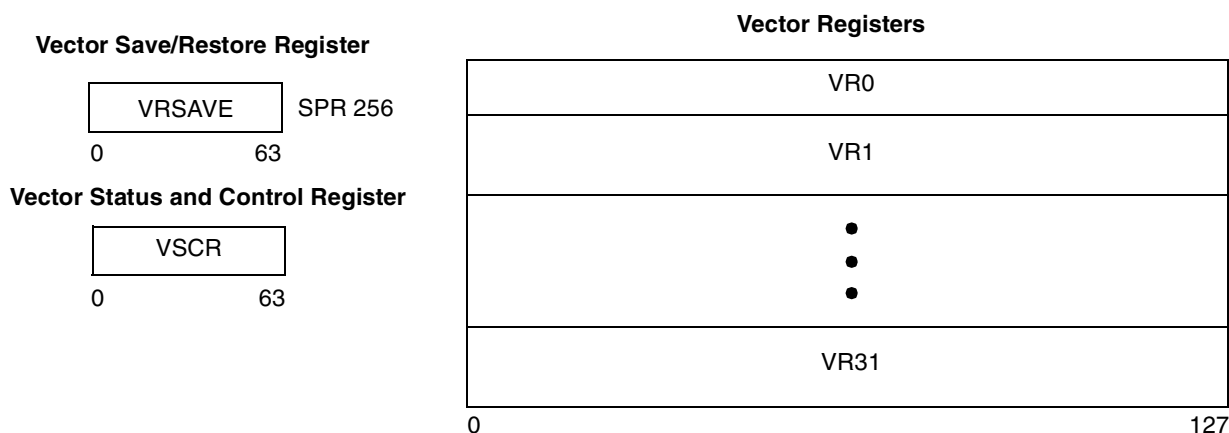 Vector Save/Restore Register
VRSAVE SPR 256
0 63
Vector Status and Control Register
VSCR
0 63
Vector Registers
VR0
VR1
VR31
0 127